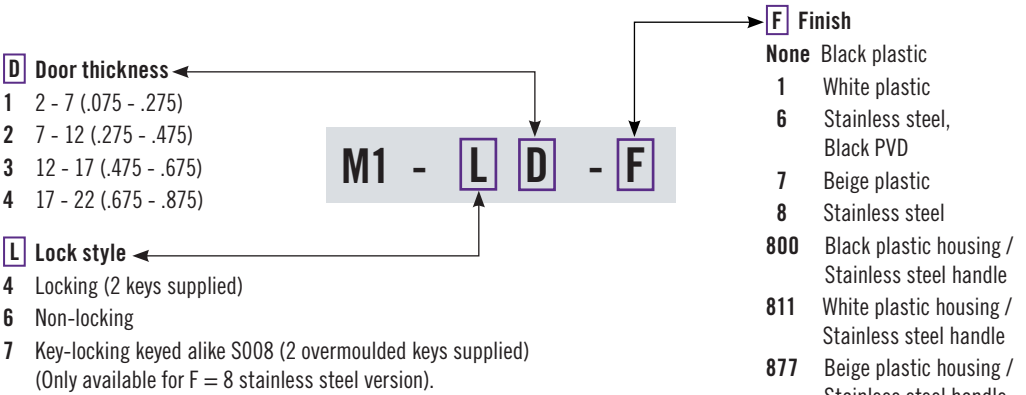 D Door thickness
1 2 - 7 (.075 - .275)
2 7 - 12 (.275 - .475)
3 12 - 17 (.475 - .675)
4 17 - 22 (.675 - .875)
L Lock style
4 Locking (2 keys supplied)
6 Non-locking
7 Key-locking keyed alike S008 (2 overmoulded keys supplied)
(Only available for F = 8 stainless steel version).
M1 - L D - F
F Finish
None Black plastic
1 White plastic
6 Stainless steel,
Black PVD
7 Beige plastic
8 Stainless steel
800 Black plastic housing /
Stainless steel handle
811 White plastic housing /
Stainless steel handle
877 Beige plastic housing /
Stainless steel handle